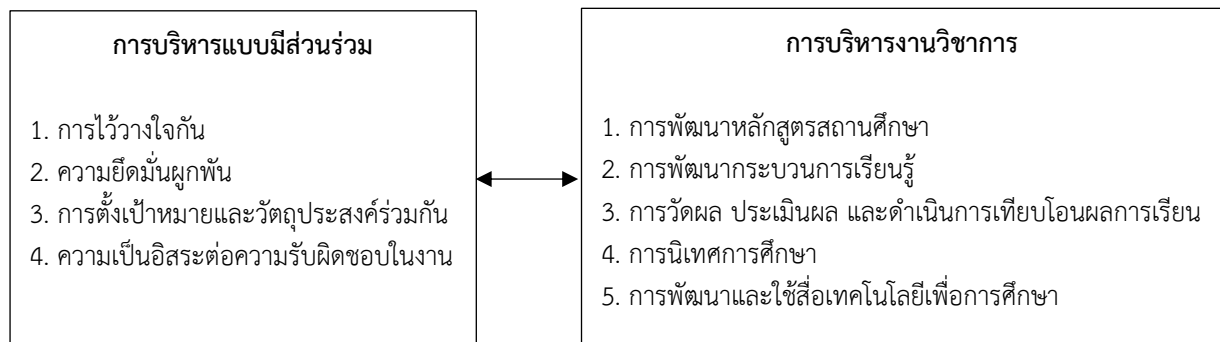 การบริหารแบบมีส่วนร่วม
1. การไว้วางใจกัน
2. ความยึดมั่นผูกพัน
3. การตั้งเป้าหมายและวัตถุประสงค์ร่วมกัน
4. ความเป็นอิสระต่อความรับผิดชอบในงาน
การบริหารงานวิชาการ
1. การพัฒนาหลักสูตรสถานศึกษา
2. การพัฒนากระบวนการเรียนรู้
3. การวัดผล ประเมินผล และดำเนินการเทียบโอนผลการเรียน
4. การนิเทศการศึกษา
5. การพัฒนาและใช้สื่อเทคโนโลยีเพื่อการศึกษา